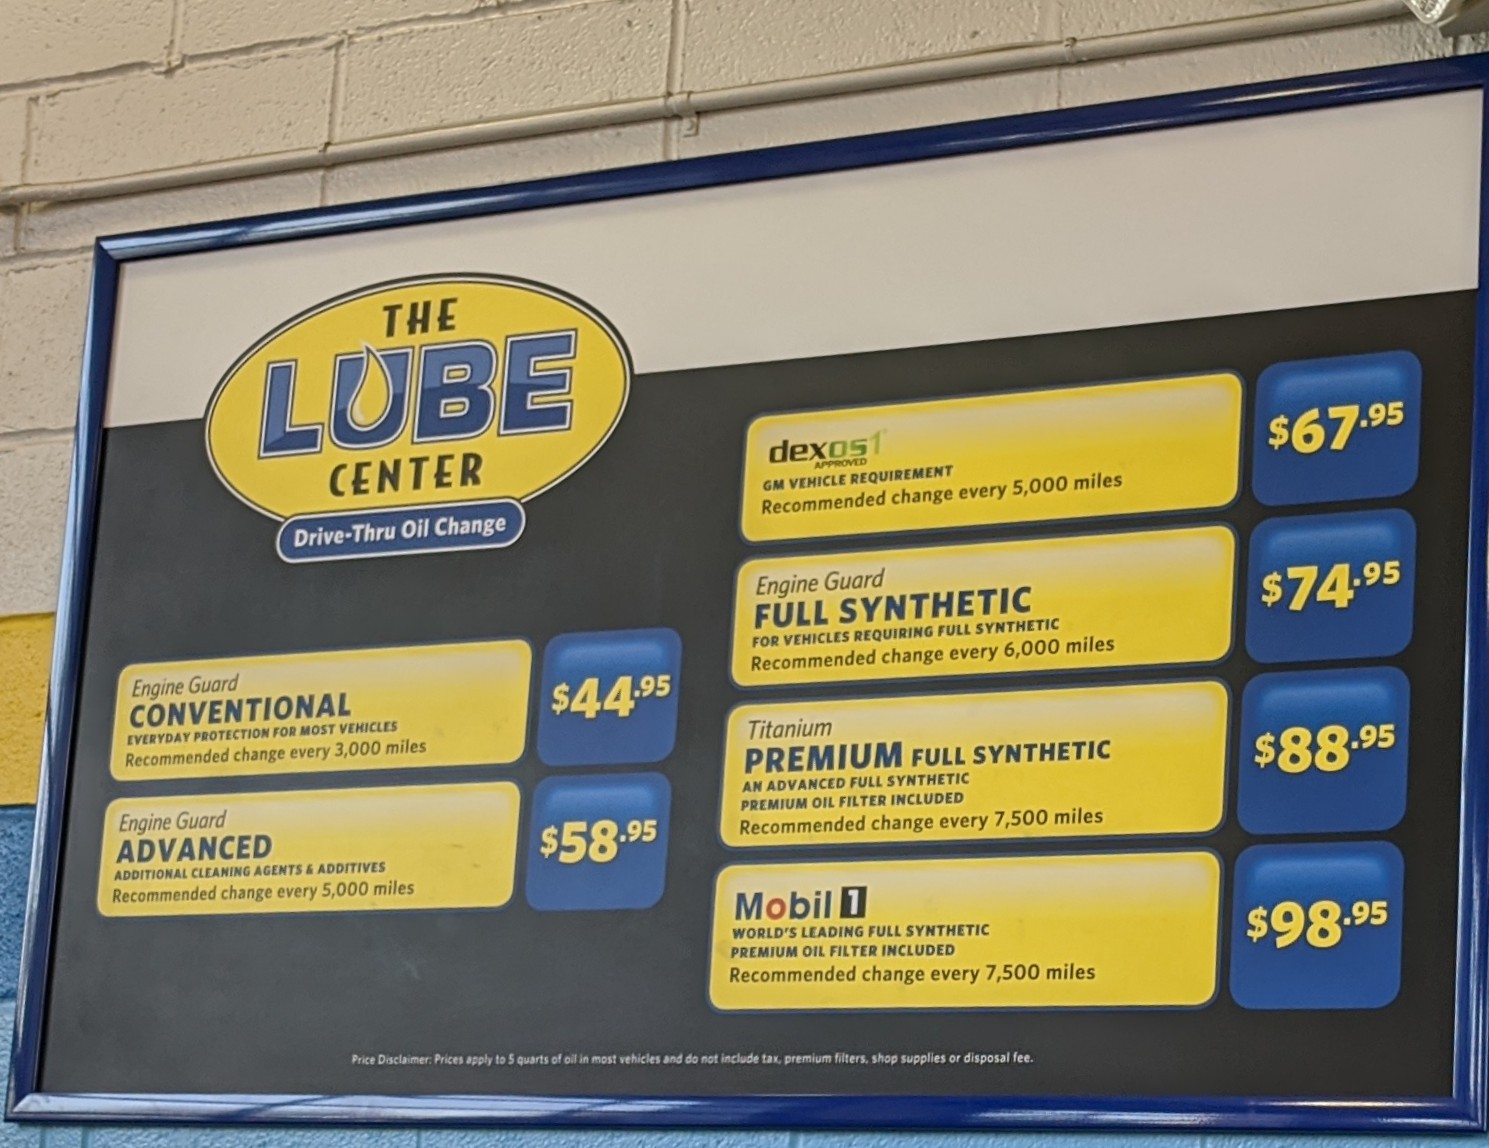 THE
LUBE
CENTER
Drive-Thru Oil Change
Engine Guard
CONVENTIONAL
EVERYDAY PROTECTION FOR MOST VEHICLES
Recommended change every 3,000 miles
$44.95
Engine Guard
ADVANCED
ADDITIONAL CLEANING AGENTS & ADDITIVES
Recommended change every 5,000 miles
$58.95
dexos1
APPROVED
GM VEHICLE REQUIREMENT
Recommended change every 5,000 miles
$67.95
Engine Guard
FULL SYNTHETIC
FOR VEHICLES REQUIRING FULL SYNTHETIC
Recommended change every 6,000 miles
$74.95
Titanium
PREMIUM FULL SYNTHETIC
AN ADVANCED FULL SYNTHETIC
PREMIUM OIL FILTER INCLUDED
Recommended change every 7,500 miles
$88.95
Mobil 1
WORLD'S LEADING FULL SYNTHETIC
PREMIUM OIL FILTER INCLUDED
Recommended change every 7,500 miles
$98.95
Price Disclaimer: Prices apply to 5 quarts of oil in most vehicles and do not include tax, premium filters, shop supplies or disposal fee.